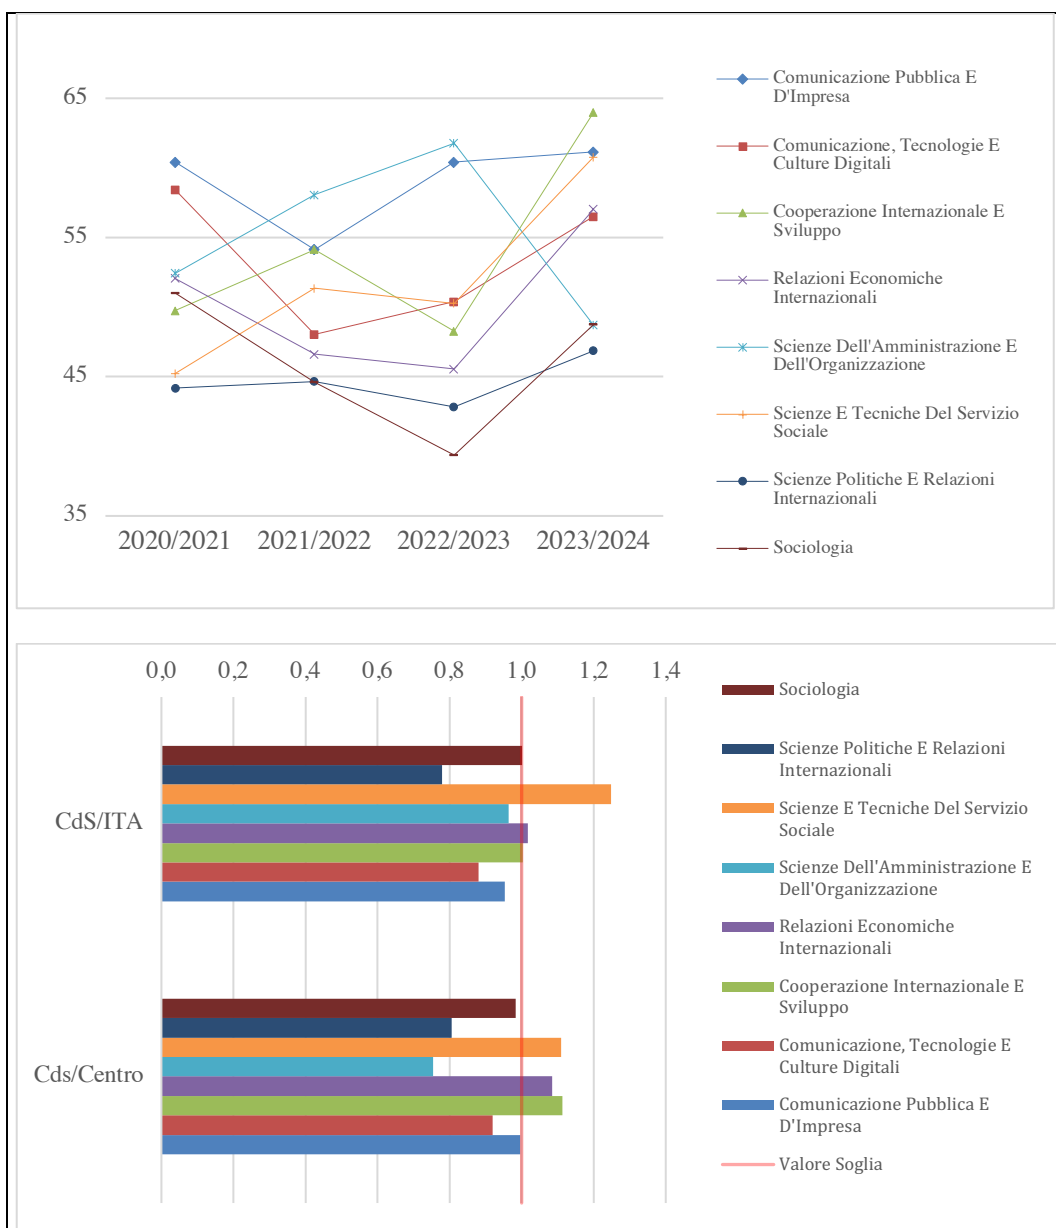 65
55
45
35
2020/2021 2021/2022 2022/2023 2023/2024
Comunicazione Pubblica E
D'Impresa
Comunicazione, Tecnologie E
Culture Digitali
Cooperazione Internazionale E
Sviluppo
Relazioni Economiche
Internazionali
Scienze Dell'Amministrazione E
Dell'Organizzazione
Scienze E Tecniche Del Servizio
Sociale
Scienze Politiche E Relazioni
Internazionali
Sociologia
0,0 0,2 0,4 0,6 0,8 1,0 1,2 1,4
CdS/ITA
Cds/Centro
Sociologia
Scienze Politiche E Relazioni
Internazionali
Scienze E Tecniche Del Servizio
Sociale
Scienze Dell'Amministrazione E
Dell'Organizzazione
Relazioni Economiche
Internazionali
Cooperazione Internazionale E
Sviluppo
Comunicazione, Tecnologie E
Culture Digitali
Comunicazione Pubblica E
D'Impresa
Valore Soglia